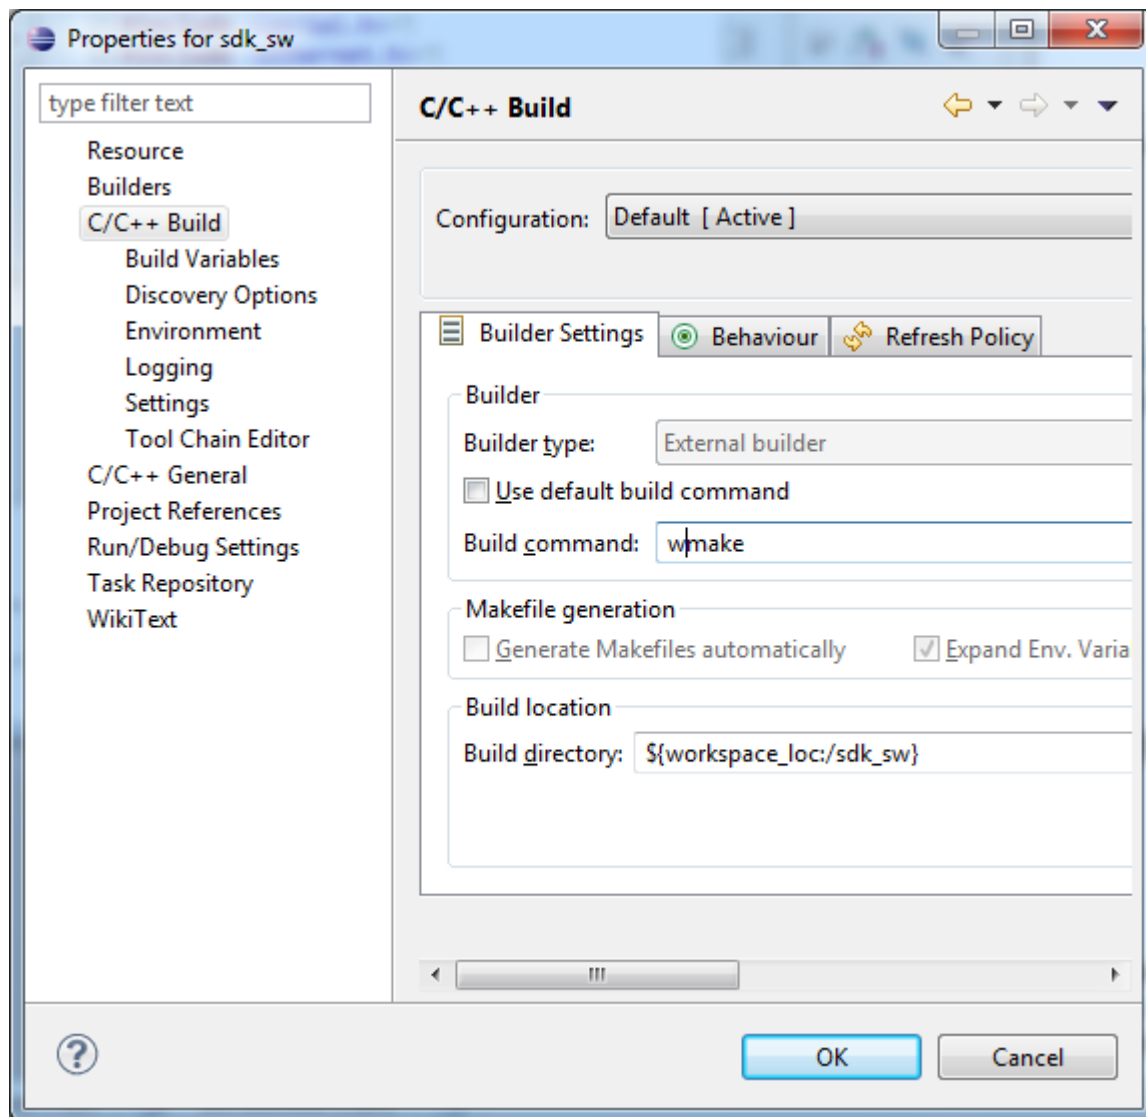 Properties for sdk_sw
type filter text
Resource
Builders
C/C++ Build
Build Variables
Discovery Options
Environment
Logging
Settings
Tool Chain Editor
C/C++ General
Project References
Run/Debug Settings
Task Repository
WikiText
C/C++ Build
Configuration: Default [ Active ]
Builder Settings Behaviour Refresh Policy
Builder
Builder type: External builder
Use default build command
Build command: wmake
Makefile generation
Generate Makefiles automatically Expand Env. Varia
Build location
Build directory: ${workspace_loc:/sdk_sw}
OK Cancel